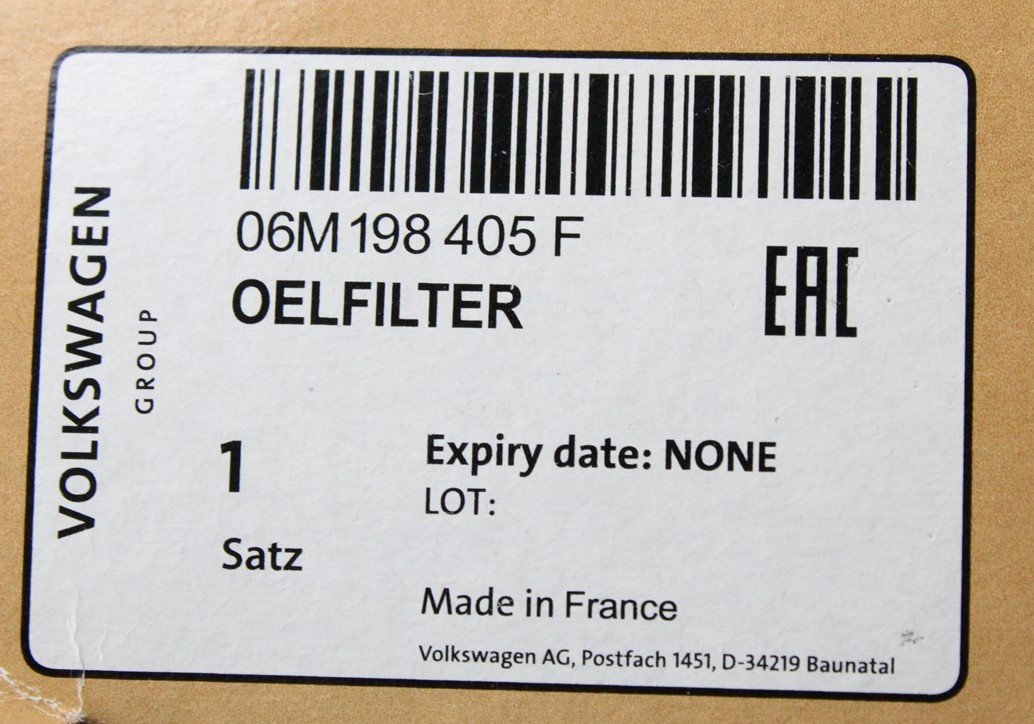 VOLKSWAGEN
GROUP
06M 198 405 F
OELFILTER
EAC
1
Satz
Expiry date: NONE
LOT:
Made in France
Volkswagen AG, Postfach 1451, D-34219 Baunatal